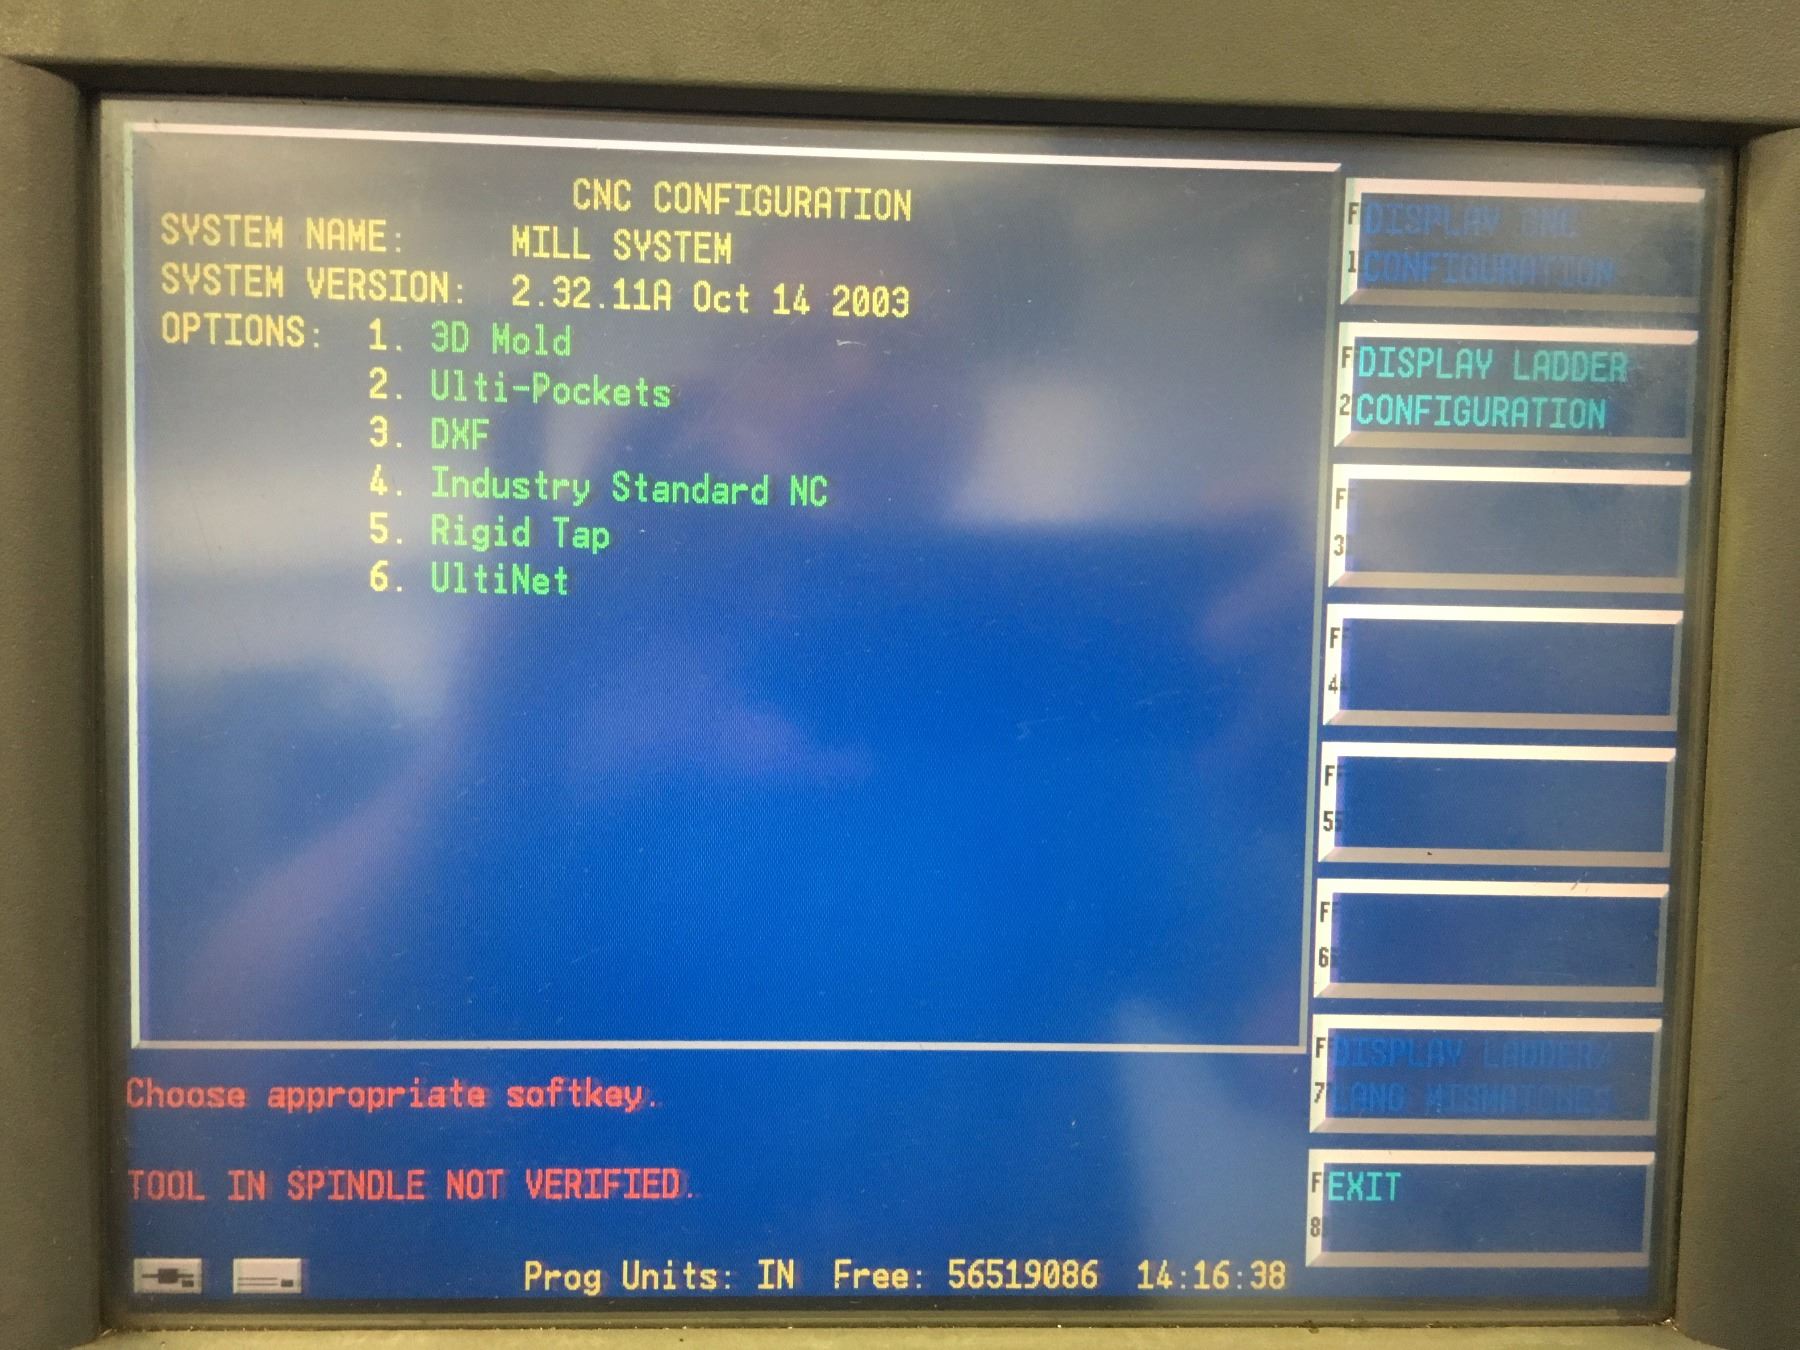 CNC CONFIGURATION
SYSTEM NAME: MILL SYSTEM
SYSTEM VERSION: 2.32.11A Oct 14 2003
OPTIONS: 1. 3D Mold
2. Ulti-Pockets
3. DXF
4. Industry Standard NC
5. Rigid Tap
6. UltiNet
Choose appropriate softkey.
TOOL IN SPINDLE NOT VERIFIED.
Prog Units: IN Free: 56519086 14:16:38
F1 DISPLAY CNC
CONFIGURATION
F2 DISPLAY LADDER
CONFIGURATION
F3
F4
F5
F6
F7 DISPLAY LADDER/
LANG MISMATCHES
F8 EXIT